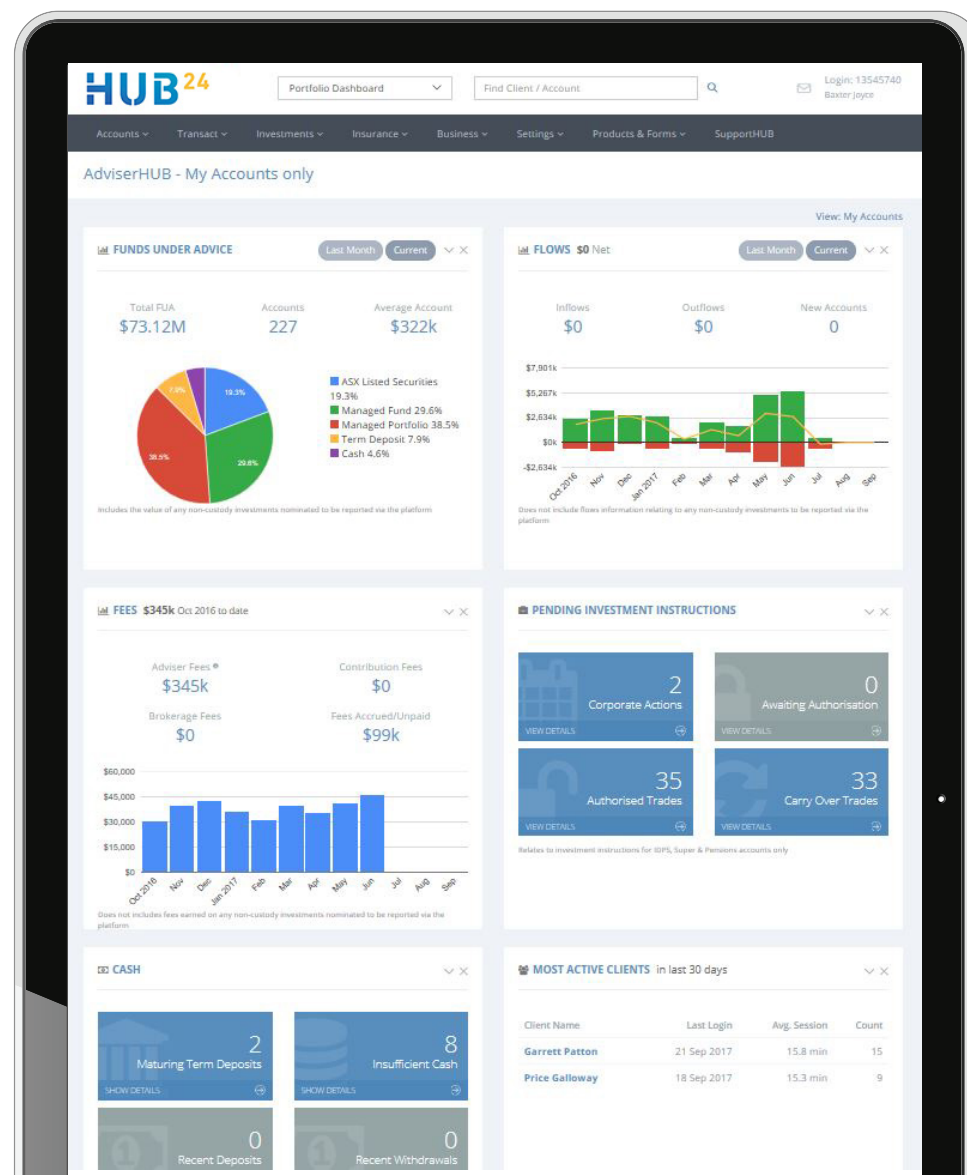 HUB24
Portfolio Dashboard
Find Client / Account
Login: 13545740
Baxter Joyce
Accounts Transact Investments Insurance Business Settings Products & Forms SupportHUB
AdviserHUB - My Accounts only
View: My Accounts
FUNDS UNDER ADVICE
Last Month Current
Total FUA Accounts Average Account
$73.12M 227 $322k
7.9%
19.3%
38.5%
29.6%
ASX Listed Securities
19.3%
Managed Fund 29.6%
Managed Portfolio 38.5%
Term Deposit 7.9%
Cash 4.6%
Includes the value of any non-custody investments nominated to be reported via the platform
FLOWS $0 Net
Last Month Current
Inflows Outflows New Accounts
$0 $0 0
$7,901k
$5,267k
$2,634k
$0k
-$2,634k
Oct 2016 Nov Dec Jan 2017 Feb Mar Apr May Jun Jul Aug Sep
Does not include flows information relating to any non-custody investments to be reported via the
platform
FEES $345k Oct 2016 to date
Adviser Fees Contribution Fees
$345k $0
Brokerage Fees Fees Accrued/Unpaid
$0 $99k
$60,000
$45,000
$30,000
$15,000
$0
Oct 2016 Nov Dec Jan 2017 Feb Mar Apr May Jun Jul Aug Sep
Does not includes fees earned on any non-custody investments nominated to be reported via the
platform
PENDING INVESTMENT INSTRUCTIONS
2
Corporate Actions
VIEW DETAILS
0
Awaiting Authorisation
VIEW DETAILS
35
Authorised Trades
VIEW DETAILS
33
Carry Over Trades
VIEW DETAILS
Relates to investment instructions for IDPS, Super & Pensions accounts only
CASH
2
Maturing Term Deposits
SHOW DETAILS
8
Insufficient Cash
SHOW DETAILS
0
Recent Deposits
0
Recent Withdrawals
MOST ACTIVE CLIENTS in last 30 days
Client Name Last Login Avg. Session Count
Garrett Patton 21 Sep 2017 15.8 min 15
Price Galloway 18 Sep 2017 15.3 min 9